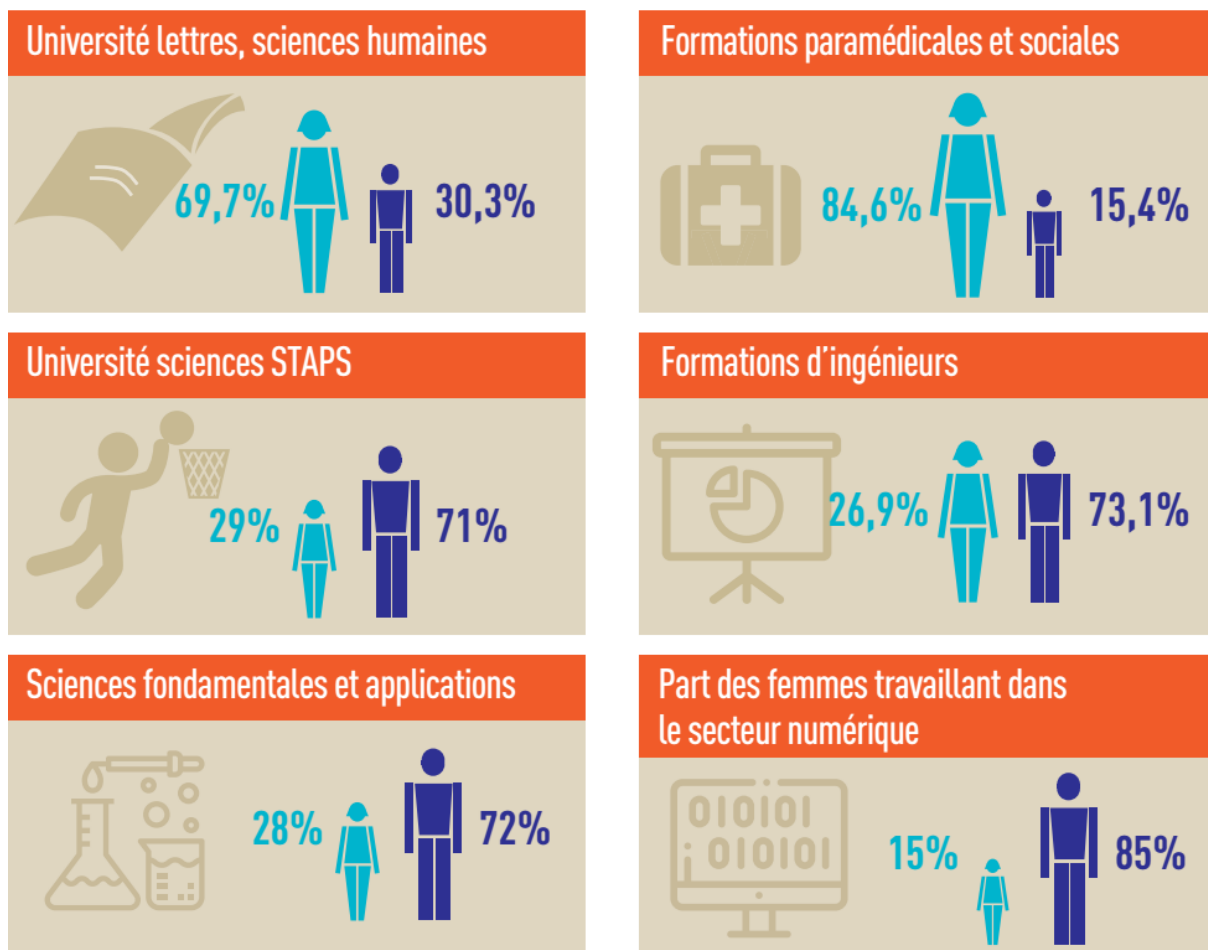 Université lettres, sciences humaines
69,7%
30,3%
Formations paramédicales et sociales
84,6%
15,4%
Université sciences STAPS
29%
71%
Formations d'ingénieurs
26,9%
73,1%
Sciences fondamentales et applications
28%
72%
Part des femmes travaillant dans
le secteur numérique
010101
010101
15%
85%